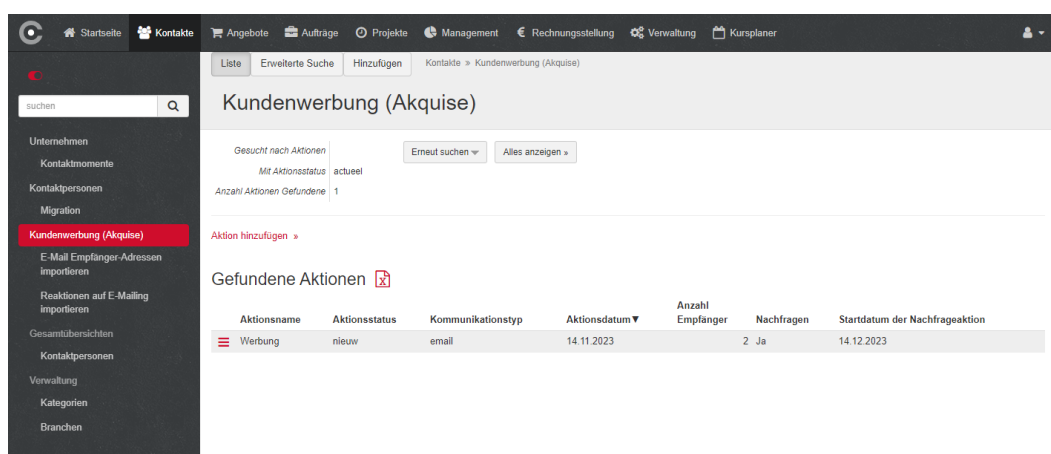 Startseite Kontakte Angebote Aufträge Projekte Management € Rechnungsstellung Verwaltung Kursplaner
Liste Erweiterte Suche Hinzufügen Kontakte » Kundenwerbung (Akquise)
suchen
Unternehmen
Kontaktmomente
Kontaktpersonen
Migration
Kundenwerbung (Akquise)
E-Mail Empfänger-Adressen
importieren
Reaktionen auf E-Mailing
importieren
Gesamtübersichten
Kontaktpersonen
Verwaltung
Kategorien
Branchen
Kundenwerbung (Akquise)
Gesucht nach Aktionen
Mit Aktionsstatus actueel
Anzahl Aktionen Gefundene 1
Erneut suchen Alles anzeigen »
Aktion hinzufügen »
Gefundene Aktionen
Aktionsname Aktionsstatus Kommunikationstyp Aktionsdatum▼ Anzahl
Empfänger Nachfragen Startdatum der Nachfrageaktion
Werbung nieuw email 14.11.2023 2 Ja 14.12.2023